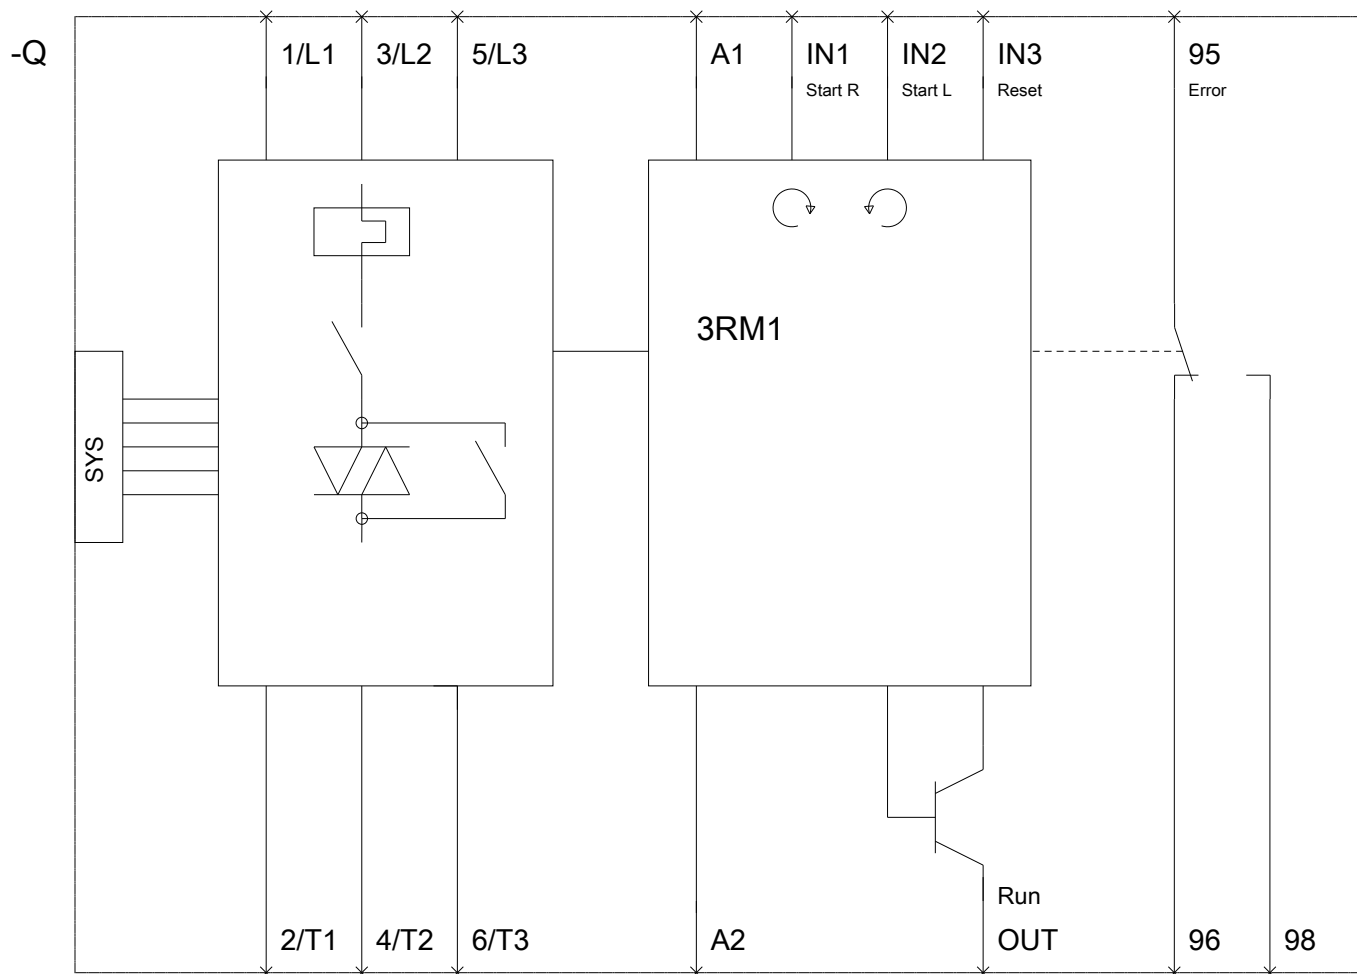 -Q
1/L1 3/L2 5/L3 A1 IN1 IN2 IN3 95
Start R Start L Reset Error
3RM1
SYS
Run
2/T1 4/T2 6/T3 A2 OUT 96 98